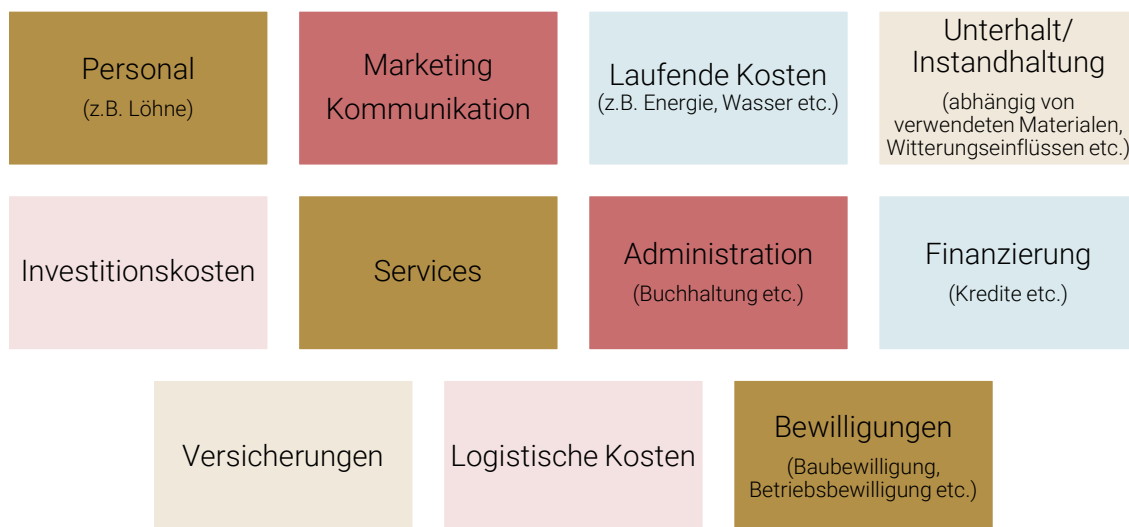 Personal
(z.B. Löhne)
Marketing
Kommunikation
Laufende Kosten
(z.B. Energie, Wasser etc.)
Unterhalt/
Instandhaltung
(abhängig von
verwendeten Materialen,
Witterungseinflüssen etc.)
Investitionskosten
Services
Administration
(Buchhaltung etc.)
Finanzierung
(Kredite etc.)
Versicherungen
Logistische Kosten
Bewilligungen
(Baubewilligung,
Betriebsbewilligung etc.)